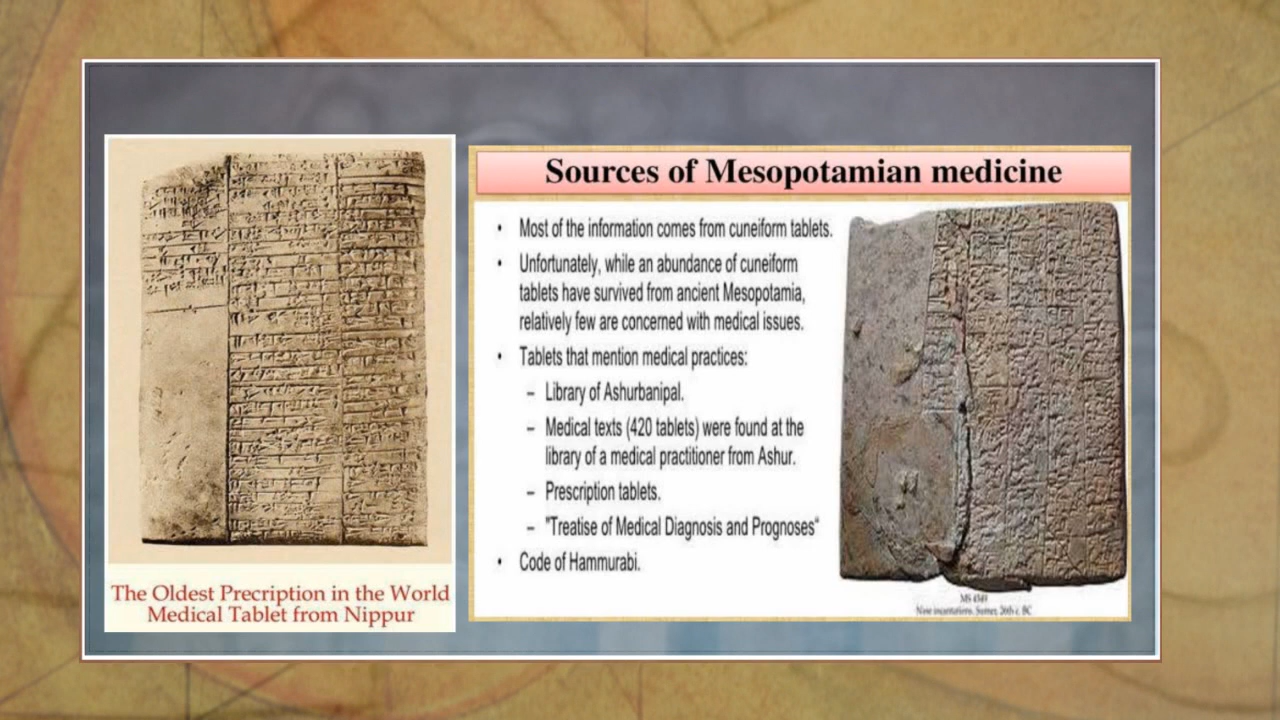 Sources of Mesopotamian medicine
• Most of the information comes from cuneiform tablets.
• Unfortunately, while an abundance of cuneiform
tablets have survived from ancient Mesopotamia,
relatively few are concerned with medical issues.
• Tablets that mention medical practices:
– Library of Ashurbanipal.
– Medical texts (420 tablets) were found at the
library of a medical practitioner from Ashur.
– Prescription tablets.
– "Treatise of Medical Diagnosis and Prognoses“
• Code of Hammurabi.
The Oldest Precription in the World
Medical Tablet from Nippur
MS 4549
incantations. Sumer, 26th c. BC